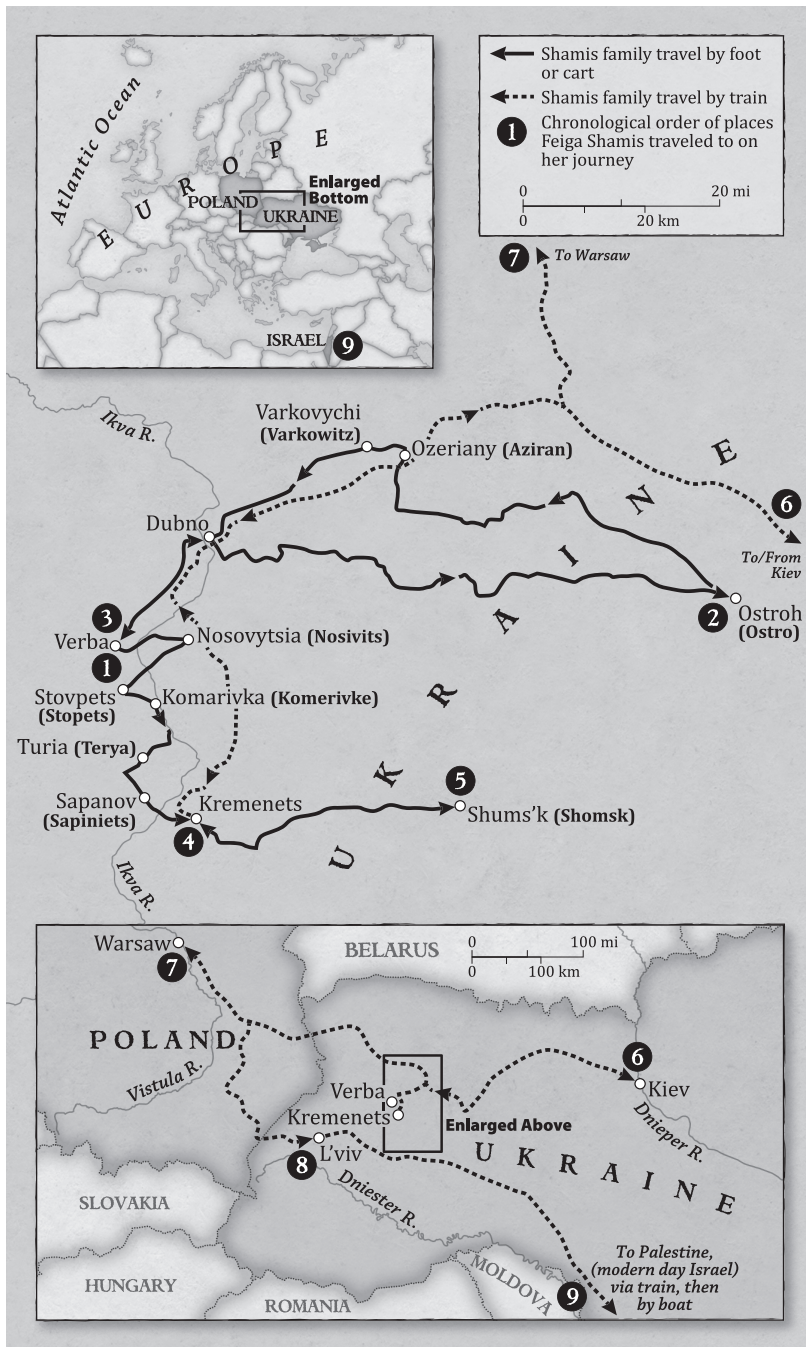 Atlantic Ocean
EUROPE
POLAND
UKRAINE
Enlarged
Bottom
ISRAEL
9
Shamis family travel by foot
or cart
Shamis family travel by train
1
Chronological order of places
Feiga Shamis traveled to on
her journey
0
20 mi
0
20 km
7
To Warsaw
Ikva R.
Varkovychi
(Varkowitz)
Ozeriany (Aziran)
6
To/From
Kiev
Dubno
2
Ostroh
(Ostro)
3
Verba
1
Nosovytsia (Nosivits)
Stovpets
(Stopets)
Komarivka (Komerivke)
Turia (Terya)
Sapanov
(Sapiniets)
Kremenets
4
5
Shums'k (Shomsk)
UKRAINE
Ikva R.
Warsaw
7
BELARUS
0
100 mi
0
100 km
POLAND
Vistula R.
6
Kiev
Dnieper R.
Verba
Kremenets
Enlarged Above
UKRAINE
L'viv
8
Dniester R.
SLOVAKIA
HUNGARY
ROMANIA
MOLDOVA
9
To Palestine,
(modern day Israel)
via train, then
by boat